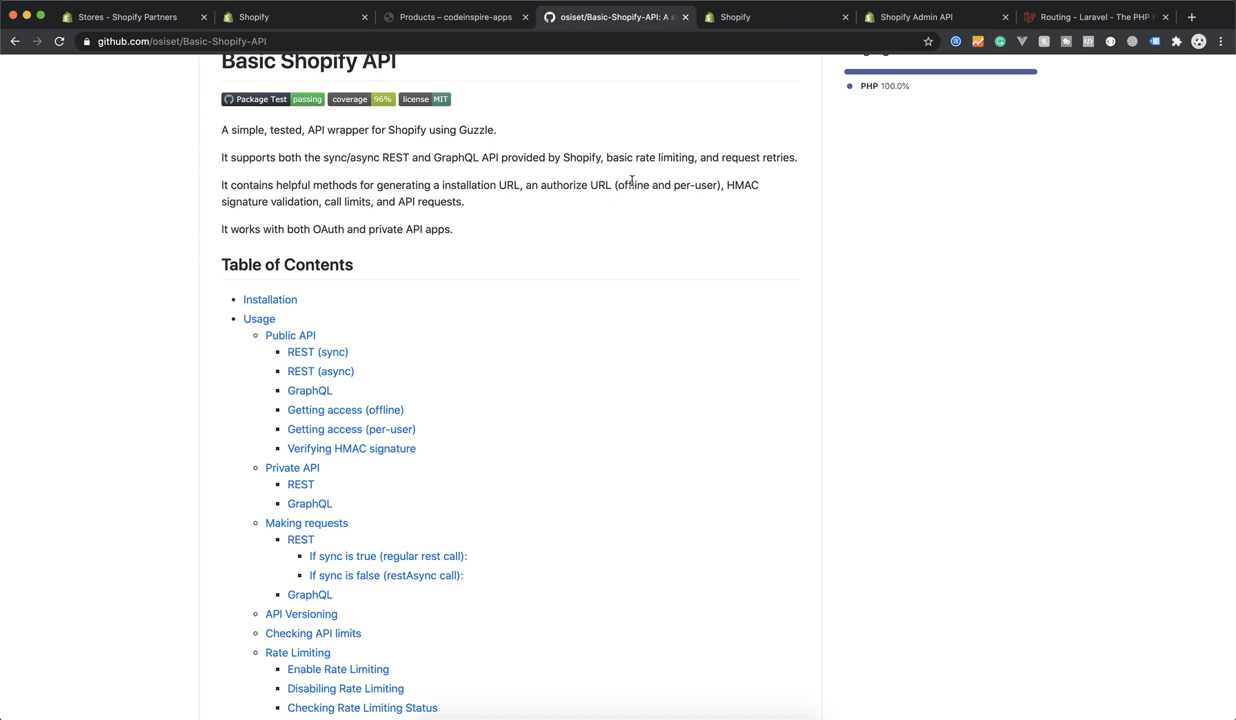 Stores - Shopify Partners
Shopify
Products – codeinspire-apps
osiset/Basic-Shopify-API: A s
Shopify
Shopify Admin API
Routing - Laravel - The PHP F
github.com/osiset/Basic-Shopify-API
Basic Shopify API
PHP 100.0%
Package Test passing coverage 96% license MIT
A simple, tested, API wrapper for Shopify using Guzzle.
It supports both the sync/async REST and GraphQL API provided by Shopify, basic rate limiting, and request retries.
It contains helpful methods for generating a installation URL, an authorize URL (offline and per-user), HMAC
signature validation, call limits, and API requests.
It works with both OAuth and private API apps.
Table of Contents
Installation
Usage
Public API
REST (sync)
REST (async)
GraphQL
Getting access (offline)
Getting access (per-user)
Verifying HMAC signature
Private API
REST
GraphQL
Making requests
REST
If sync is true (regular rest call):
If sync is false (restAsync call):
GraphQL
API Versioning
Checking API limits
Rate Limiting
Enable Rate Limiting
Disabiling Rate Limiting
Checking Rate Limiting Status